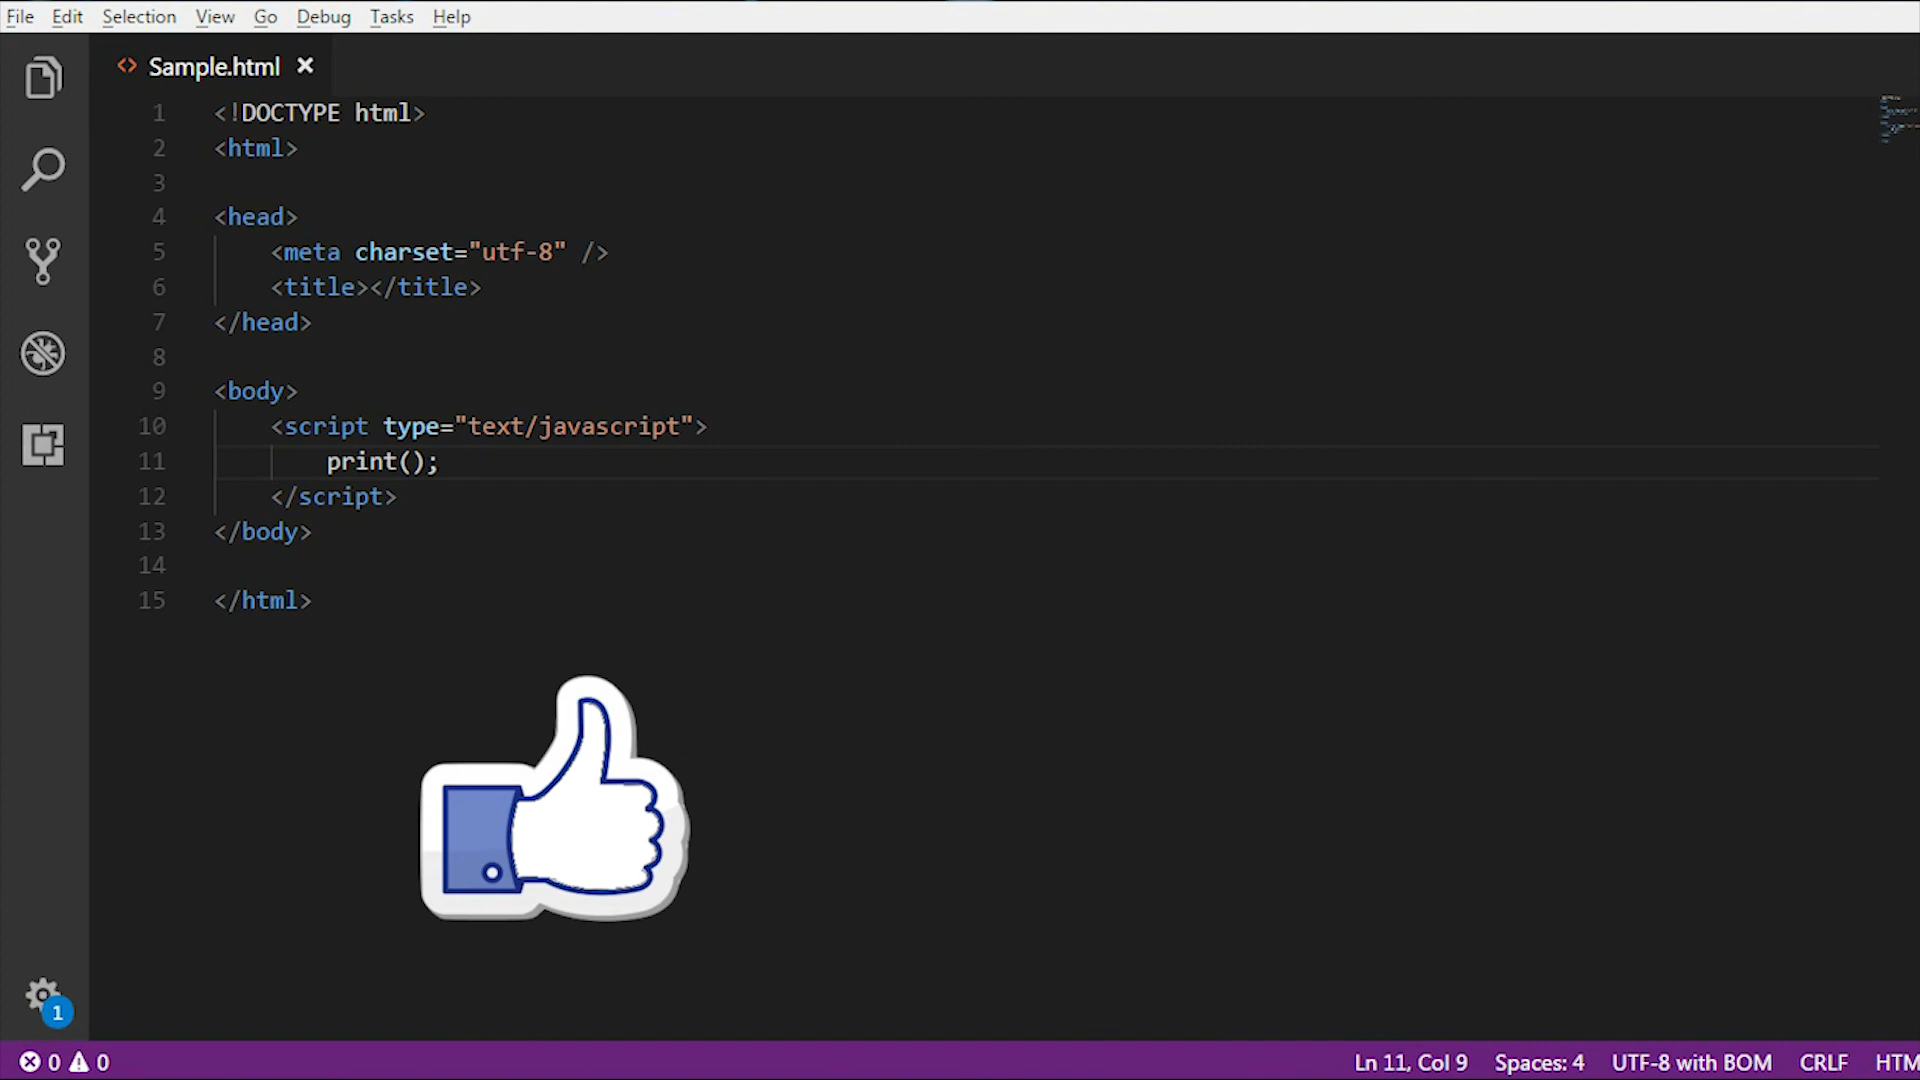 File Edit Selection View Go Debug Tasks Help
<> Sample.html ×
1 <!DOCTYPE html>
2 <html>
3
4 <head>
5 <meta charset="utf-8" />
6 <title></title>
7 </head>
8
9 <body>
10 <script type="text/javascript">
11 print();
12 </script>
13 </body>
14
15 </html>
1
0 0 Ln 11, Col 9 Spaces: 4 UTF-8 with BOM CRLF HTM